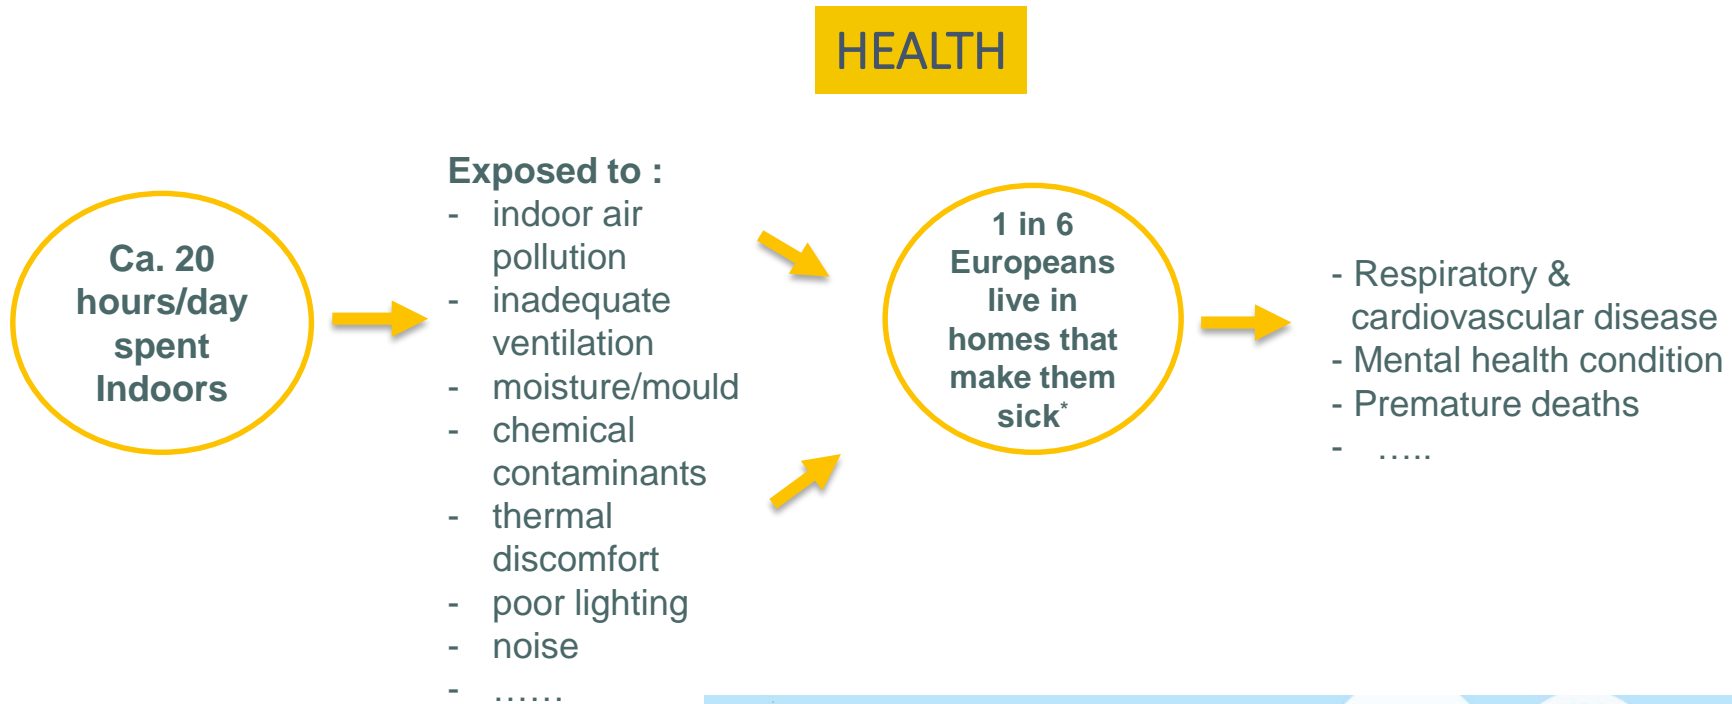 HEALTH
Ca. 20
hours/day
spent
Indoors
Exposed to :
- indoor air
pollution
- inadequate
ventilation
- moisture/mould
- chemical
contaminants
- thermal
discomfort
- poor lighting
- noise
- ……
1 in 6
Europeans
live in
homes that
make them
sick*
- Respiratory &
cardiovascular disease
- Mental health condition
- Premature deaths
- …..